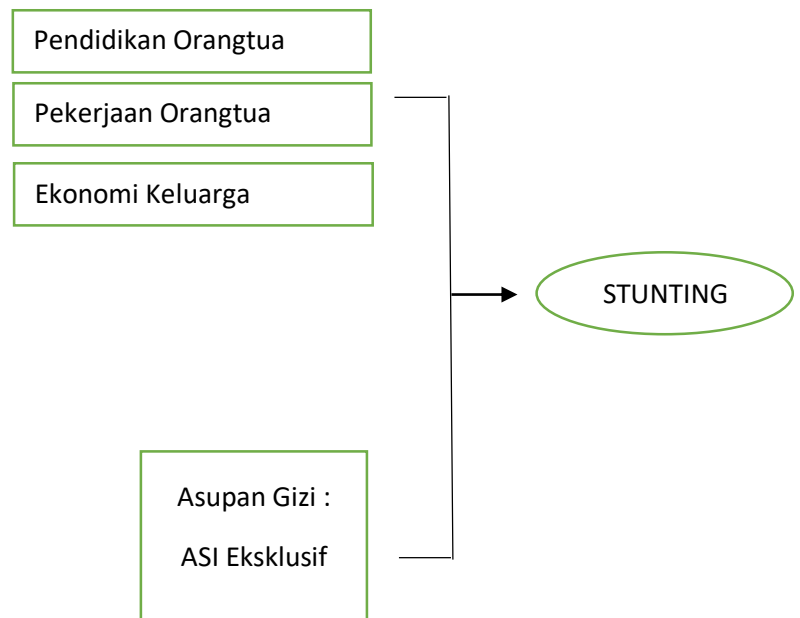 Pendidikan Orangtua
Pekerjaan Orangtua
Ekonomi Keluarga
STUNTING
Asupan Gizi :
ASI Eksklusif